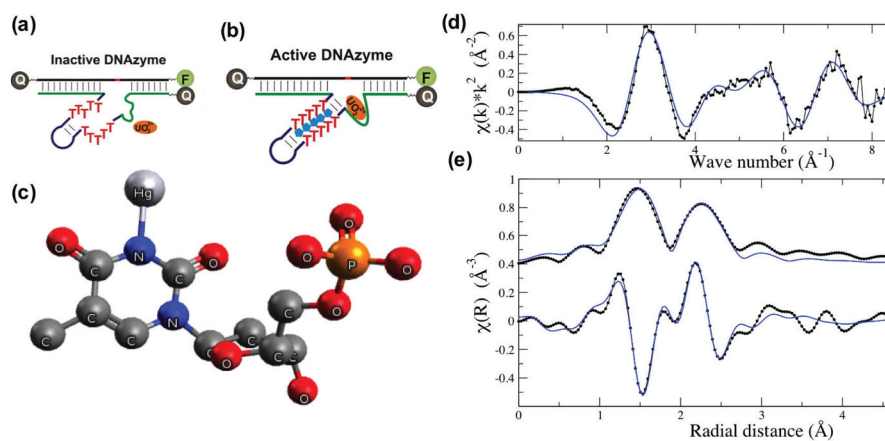 (a)
Inactive DNAzyme
Q
F
Q
T T T T T
T T T T T
UO₂²⁺
(b)
Active DNAzyme
Q
F
Q
UO₂²⁺
(c)
Hg
O
N
O
C
C
C
C
C
N
C
C
O
C
O
O
P
O
O
O
(d)
χ(k)*k² (Å⁻²)
0.6
0.4
0.2
0
-0.2
-0.4
0
2
4
6
8
Wave number (Å⁻¹)
(e)
χ(R) (Å⁻³)
1
0.8
0.6
0.4
0.2
0
-0.2
-0.4
0
1
2
3
4
Radial distance (Å)